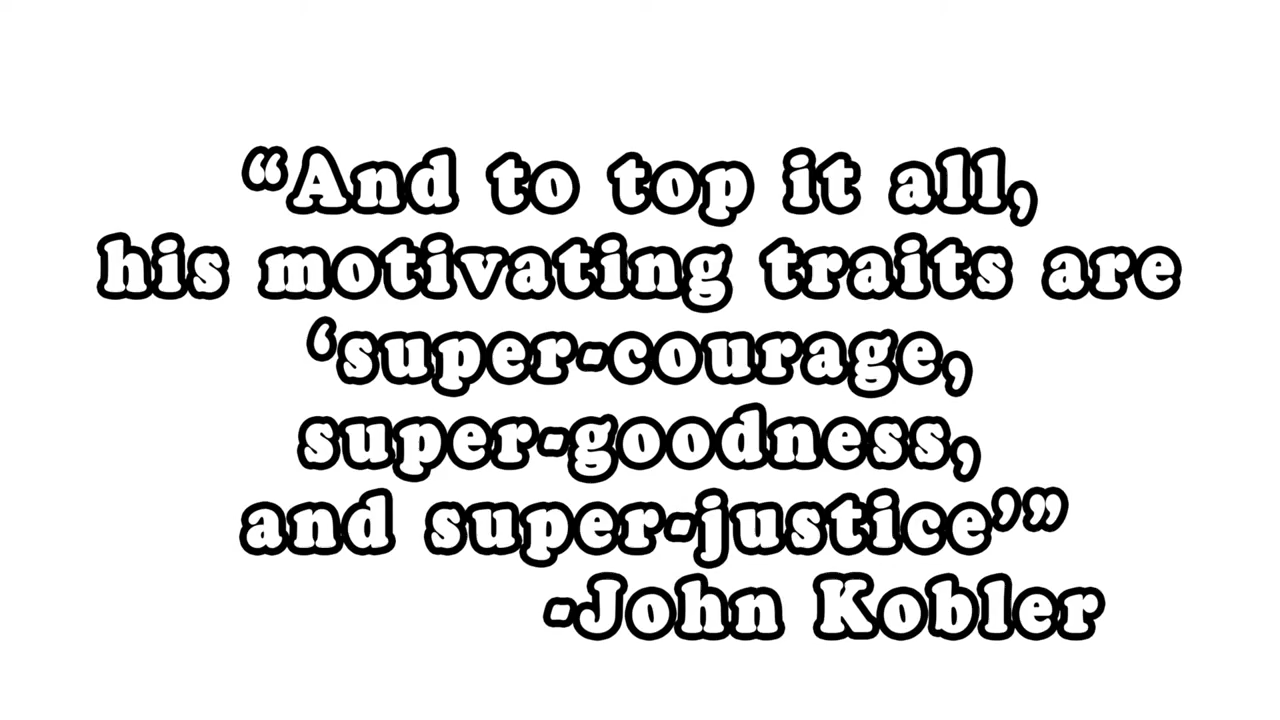 “And to top it all,
his motivating traits are
‘super-courage,
super-goodness,
and super-justice’”
-John Kobler